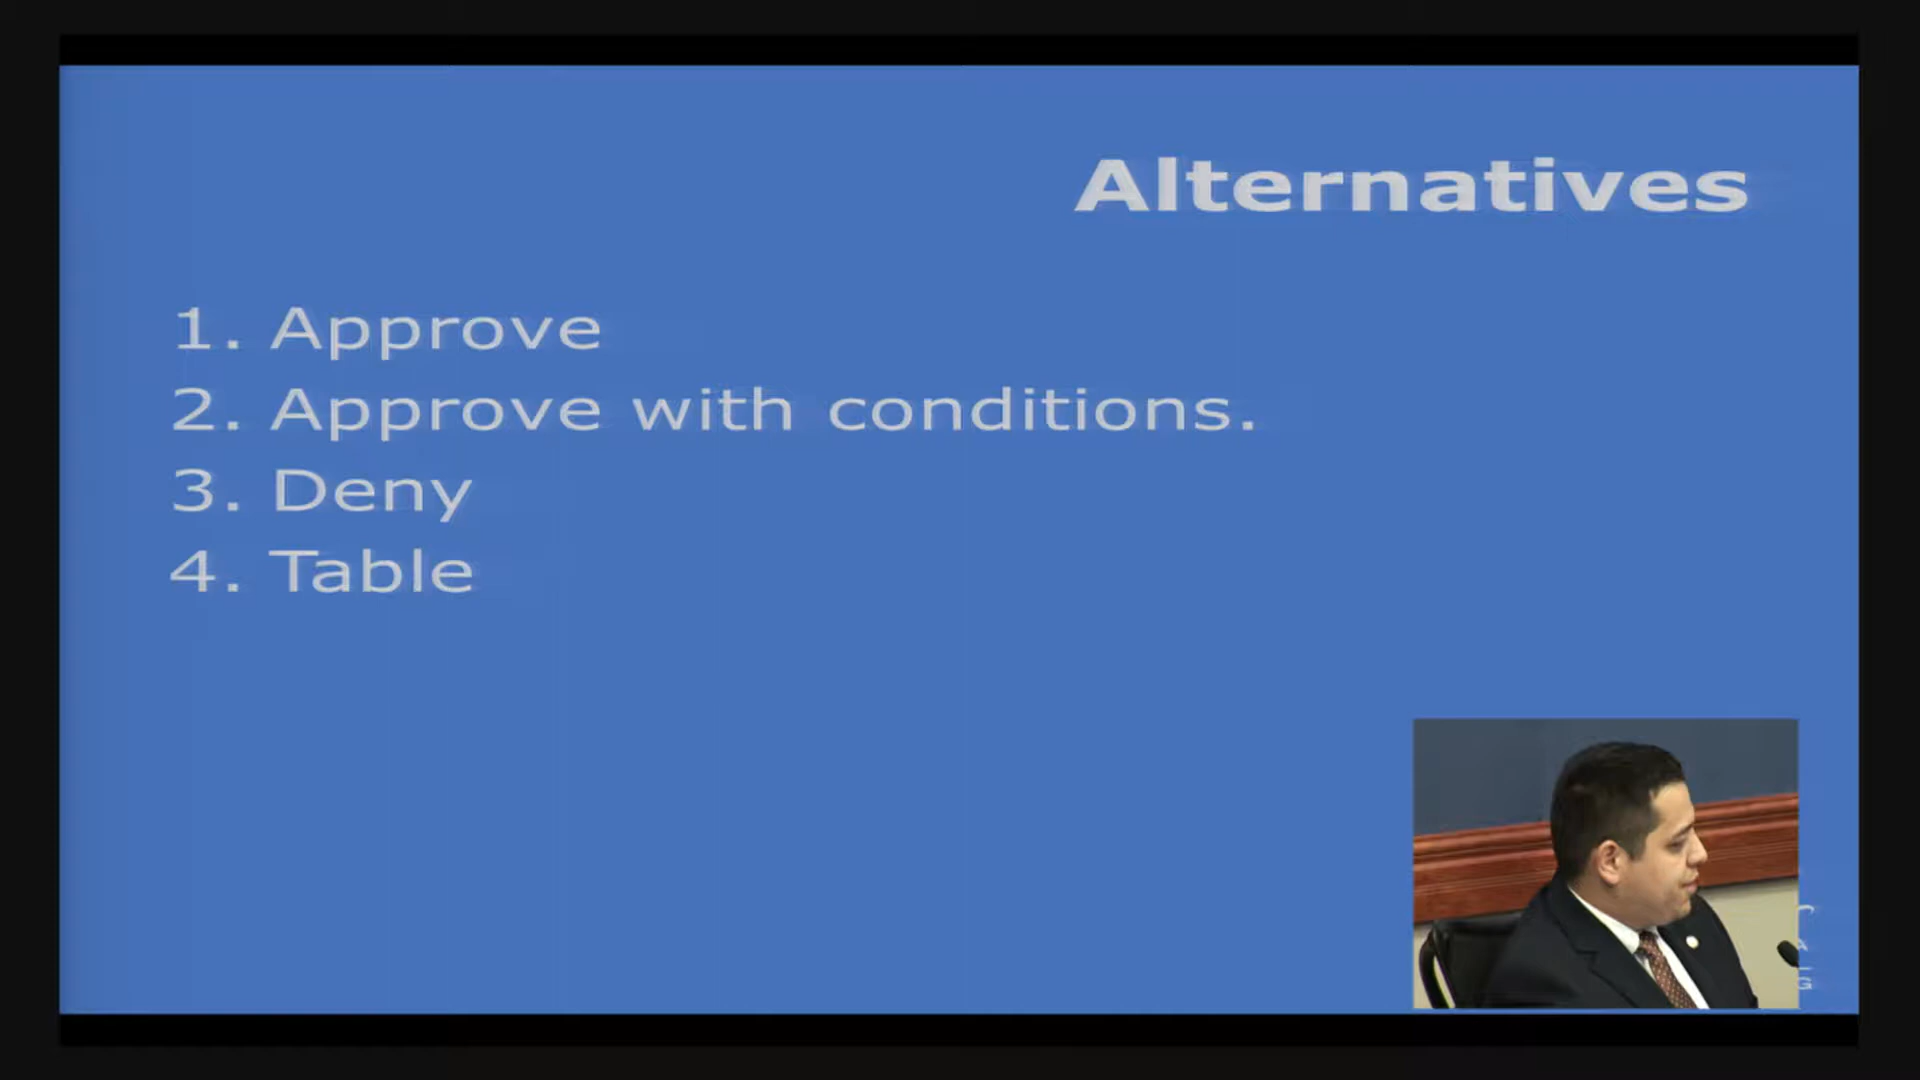 Alternatives
1. Approve
2. Approve with conditions.
3. Deny
4. Table